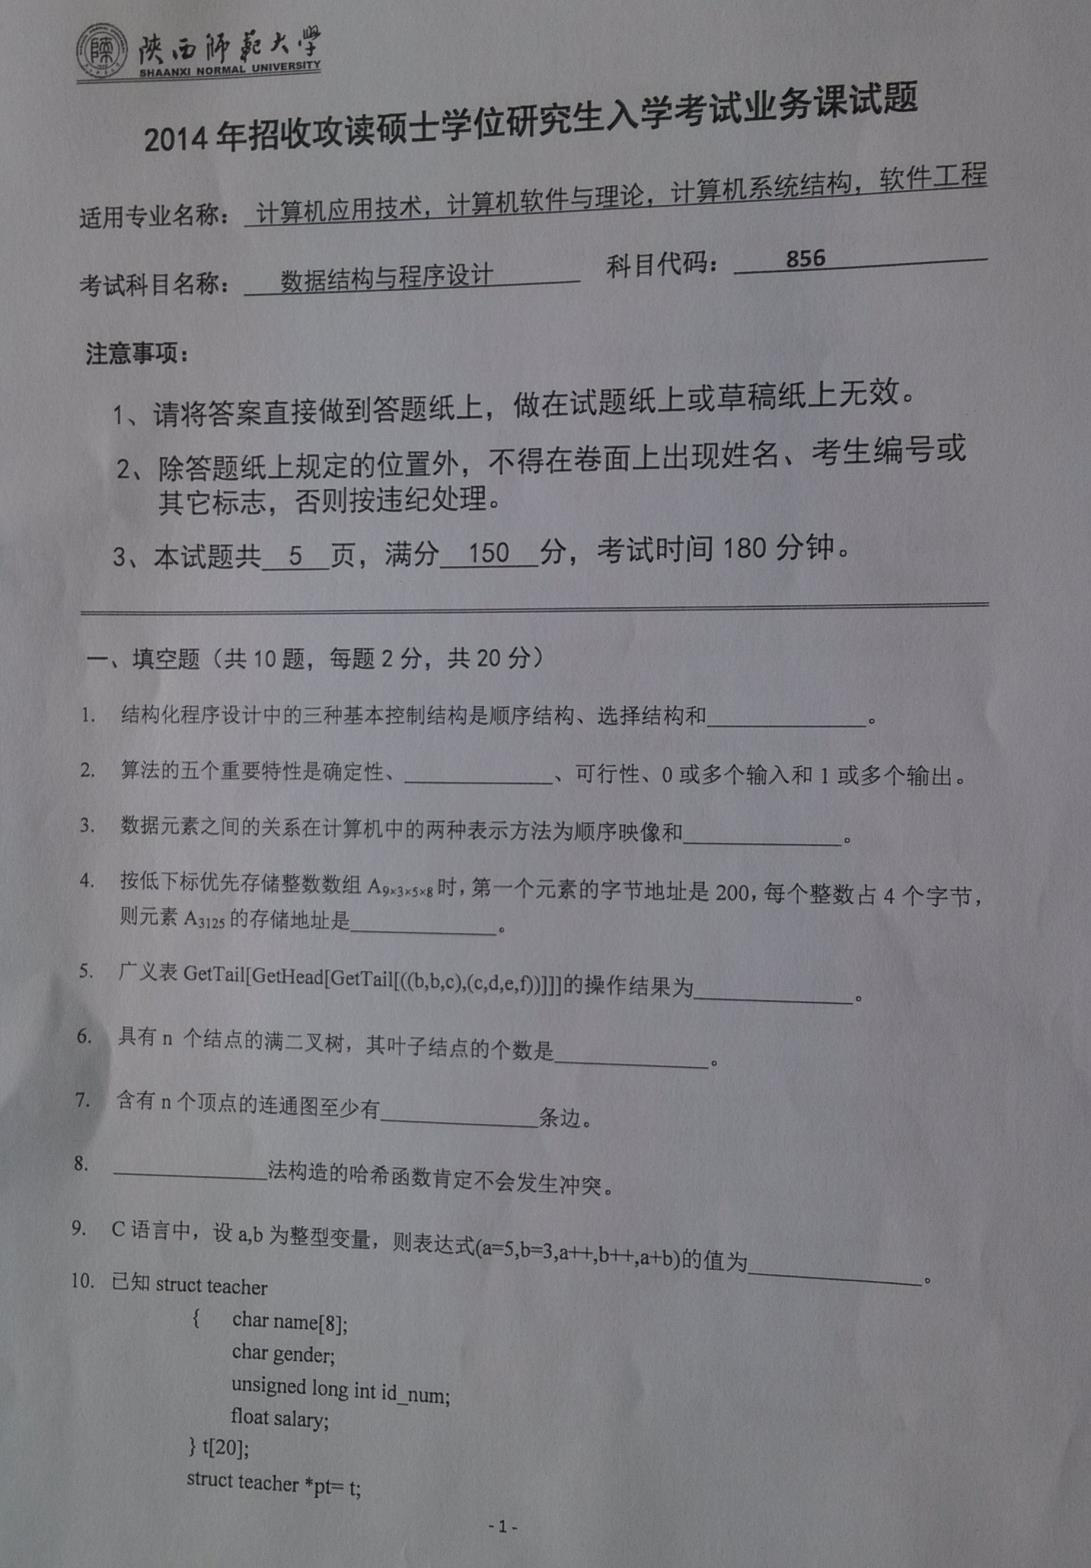 陕西师范大学
SHAANXI NORMAL UNIVERSITY
2014年招收攻读硕士学位研究生入学考试业务课试题
适用专业名称： 计算机应用技术，计算机软件与理论，计算机系统结构，软件工程
考试科目名称： 数据结构与程序设计 科目代码： 856
注意事项：
1、请将答案直接做到答题纸上，做在试题纸上或草稿纸上无效。
2、除答题纸上规定的位置外，不得在卷面上出现姓名、考生编号或
其它标志，否则按违纪处理。
3、本试题共 5 页，满分 150 分，考试时间180分钟。
一、填空题（共10题，每题2分，共20分）
1. 结构化程序设计中的三种基本控制结构是顺序结构、选择结构和______。
2. 算法的五个重要特性是确定性、______、可行性、0或多个输入和1或多个输出。
3. 数据元素之间的关系在计算机中的两种表示方法为顺序映像和______。
4. 按低下标优先存储整数数组A9×3×5×8时，第一个元素的字节地址是200，每个整数占4个字节，
则元素A3125的存储地址是______。
5. 广义表GetTail[GetHead[GetTail[((b,b,c),(c,d,e,f))]]]的操作结果为______。
6. 具有n 个结点的满二叉树，其叶子结点的个数是______。
7. 含有n个顶点的连通图至少有______条边。
8. ______法构造的哈希函数肯定不会发生冲突。
9. C语言中，设a,b为整型变量，则表达式(a=5,b=3,a++,b++,a+b)的值为______。
10. 已知 struct teacher
{ char name[8];
char gender;
unsigned long int id_num;
float salary;
} t[20];
struct teacher *pt= t;
- 1 -